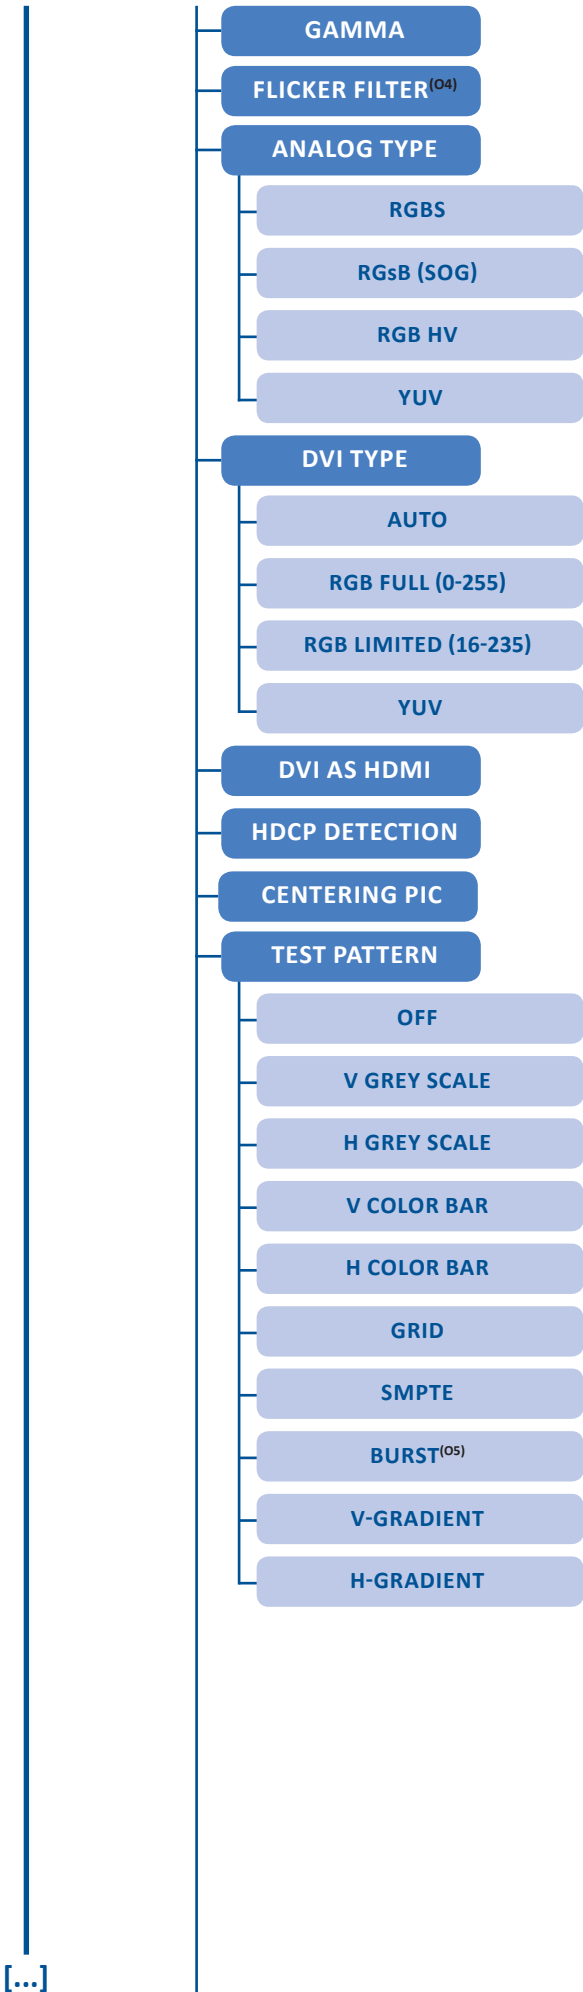 GAMMA
FLICKER FILTER(O4)
ANALOG TYPE
RGBS
RGsB (SOG)
RGB HV
YUV
DVI TYPE
AUTO
RGB FULL (0-255)
RGB LIMITED (16-235)
YUV
DVI AS HDMI
HDCP DETECTION
CENTERING PIC
TEST PATTERN
OFF
V GREY SCALE
H GREY SCALE
V COLOR BAR
H COLOR BAR
GRID
SMPTE
BURST(O5)
V-GRADIENT
H-GRADIENT
[...]